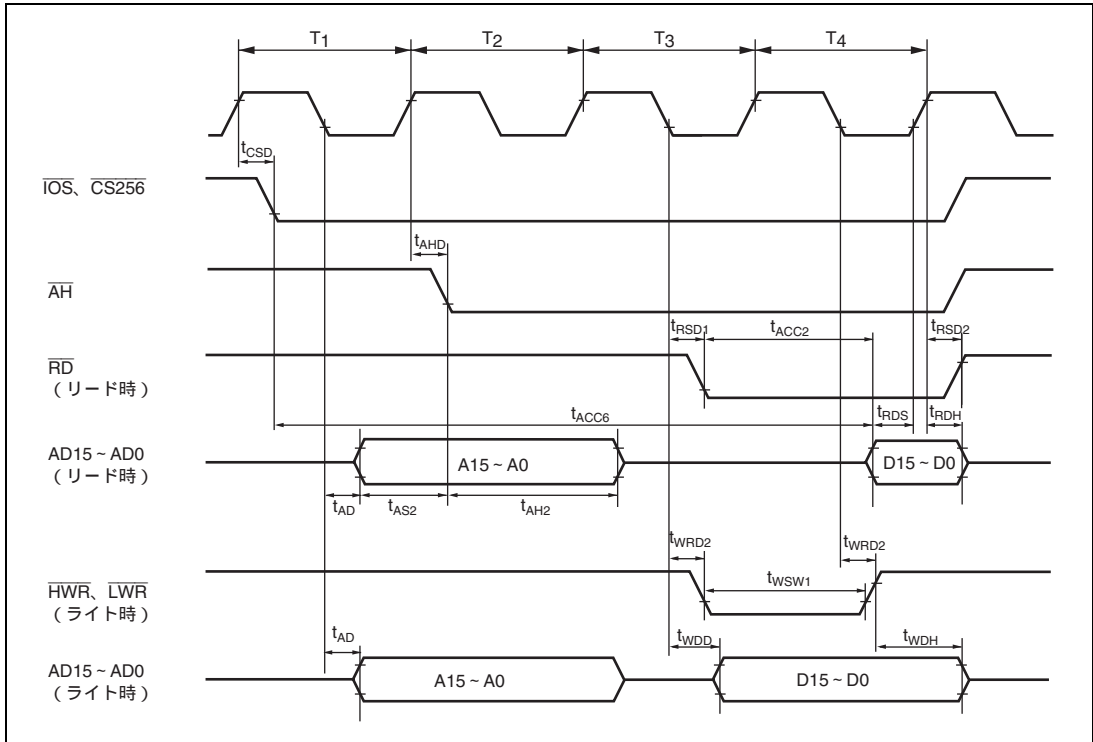 T1 T2 T3 T4
tCSD
IOS、CS256
tAHD
AH
tRSD1 tACC2 tRSD2
RD
(リード時)
tACC6 tRDS tRDH
AD15~AD0
(リード時)
A15~A0 D15~D0
tAD tAS2 tAH2
tWRD2 tWRD2
HWR、LWR
(ライト時)
tWSW1
tAD tWDD tWDH
AD15~AD0
(ライト時)
A15~A0 D15~D0